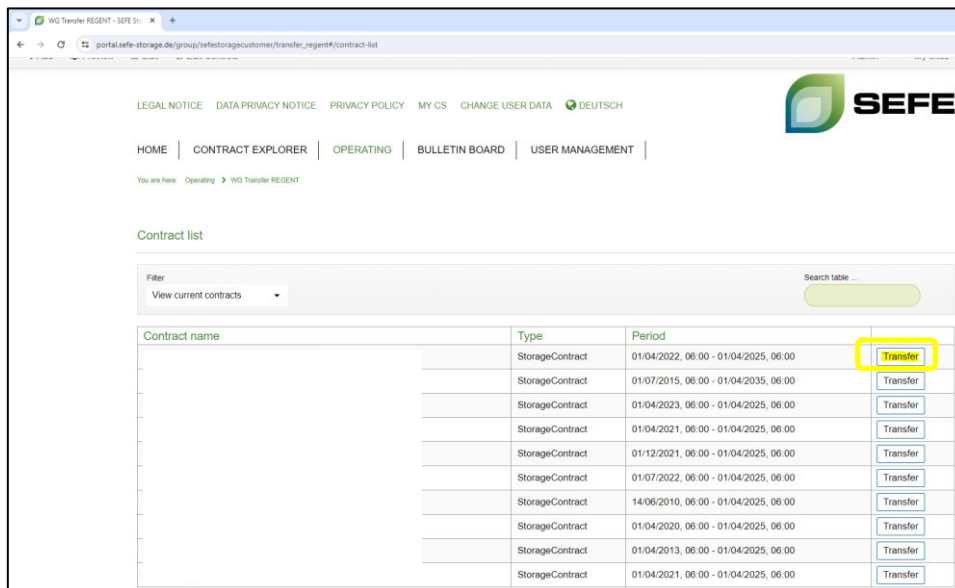 WG Transfer REGENT - SEFE Sto
portal.sefe-storage.de/group/sefestoragecustomer/transfer_regent#/contract-list
LEGAL NOTICE DATA PRIVACY NOTICE PRIVACY POLICY MY CS CHANGE USER DATA DEUTSCH
SEFE
HOME CONTRACT EXPLORER OPERATING BULLETIN BOARD USER MANAGEMENT
You are here: Operating > WG Transfer REGENT
Contract list
Filter Search table ...
View current contracts
Contract name Type Period
StorageContract 01/04/2022, 06:00 - 01/04/2025, 06:00 Transfer
StorageContract 01/07/2015, 06:00 - 01/04/2035, 06:00 Transfer
StorageContract 01/04/2023, 06:00 - 01/04/2025, 06:00 Transfer
StorageContract 01/04/2021, 06:00 - 01/04/2025, 06:00 Transfer
StorageContract 01/12/2021, 06:00 - 01/04/2025, 06:00 Transfer
StorageContract 01/07/2022, 06:00 - 01/04/2025, 06:00 Transfer
StorageContract 14/06/2010, 06:00 - 01/04/2025, 06:00 Transfer
StorageContract 01/04/2020, 06:00 - 01/04/2025, 06:00 Transfer
StorageContract 01/04/2013, 06:00 - 01/04/2025, 06:00 Transfer
StorageContract 01/04/2021, 06:00 - 01/04/2025, 06:00 Transfer